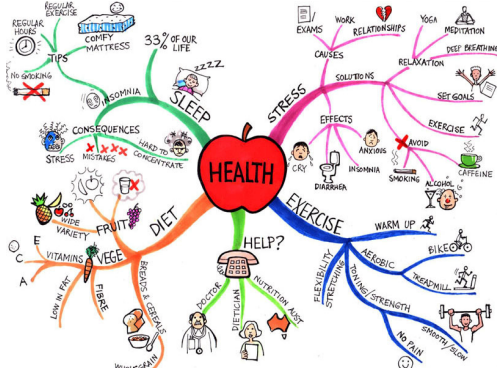 HEALTH
SLEEP
33% OF OUR
LIFE
ZZZZ
INSOMNIA
TIPS
REGULAR
EXERCISE
REGULAR
HOURS
COMFY
MATTRESS
NO SMOKING
CONSEQUENCES
STRESS
MISTAKES
HARD TO
CONCENTRATE
STRESS
CAUSES
EXAMS
WORK
RELATIONSHIPS
SOLUTIONS
RELAXATION
YOGA
MEDITATION
DEEP BREATHING
SET GOALS
EXERCISE
AVOID
SMOKING
ALCOHOL
CAFFEINE
EFFECTS
CRY
DIARRAEA
INSOMNIA
ANXIOUS
EXERCISE
WARM UP
AEROBIC
BIKE
TREADMILL
TONING/STRENGTH
SMOOTH/SLOW
NO PAIN
FLEXIBILITY
STRETCHING
HELP?
DOCTOR
DIETICIAN
NUTRITION AUST
DIET
FRUIT
WIDE
VARIETY
VEGE
VITAMINS
E
C
A
LOW IN FAT
FIBRE
BREADS & CEREALS
WHOLEGRAIN